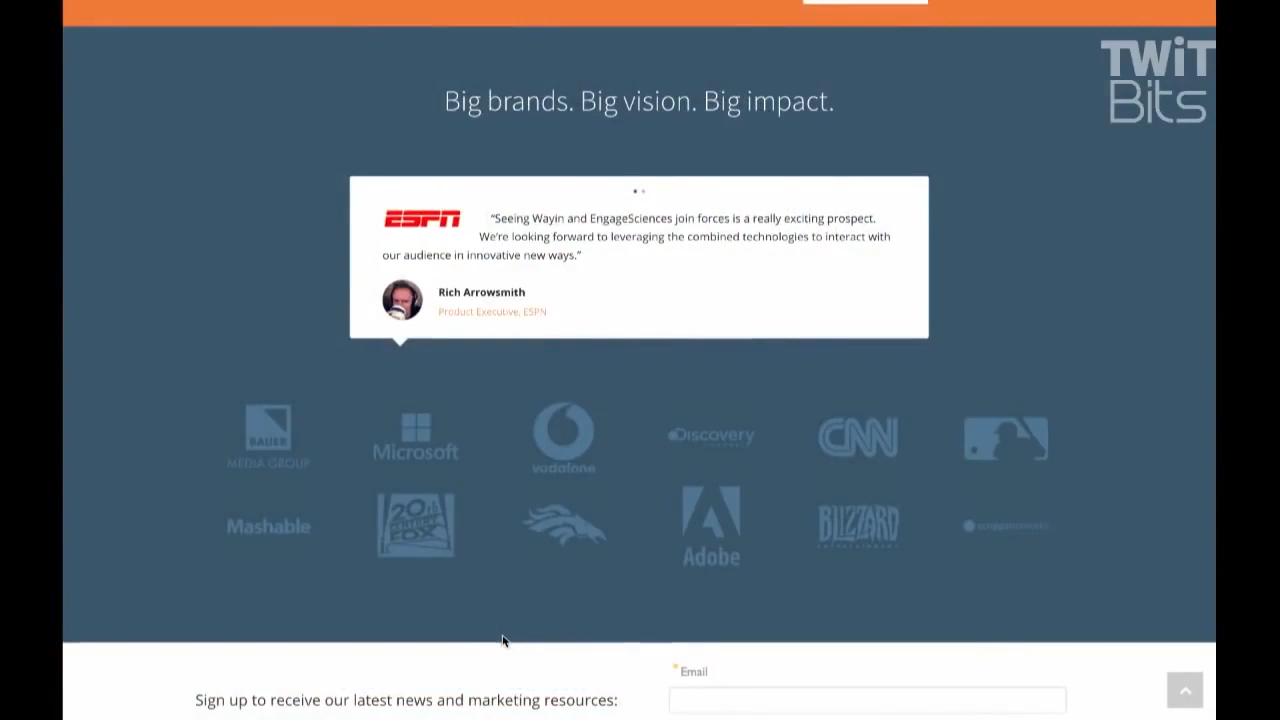 TWiT
Bits
Big brands. Big vision. Big impact.
ESPN
“Seeing Wayin and EngageSciences join forces is a really exciting prospect.
We’re looking forward to leveraging the combined technologies to interact with
our audience in innovative new ways.”
Rich Arrowsmith
Product Executive, ESPN
BAUER
MEDIA GROUP
Microsoft
vodafone
Discovery
CNN
Mashable
20th
CENTURY
FOX
Adobe
BLIZZARD
ENTERTAINMENT
* Email
Sign up to receive our latest news and marketing resources: